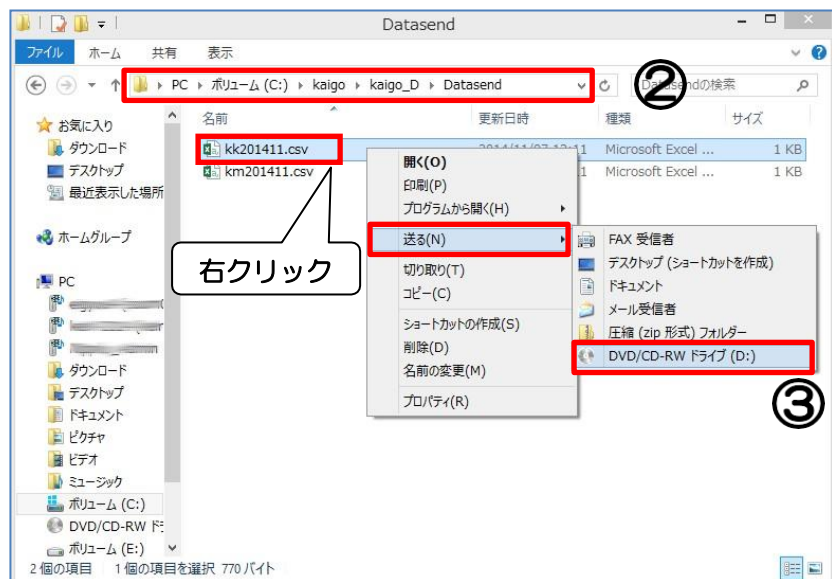 Datasend
ファイル ホーム 共有 表示
②
PC ボリューム (C:) kaigo kaigo_D Datasend
Datasendの検索
名前 更新日時 種類 サイズ
kk201411.csv 2014/11/07 13:11 Microsoft Excel ... 1 KB
km201411.csv 1 Microsoft Excel ... 1 KB
お気に入り
ダウンロード
デスクトップ
最近表示した場所
ホームグループ
PC
ダウンロード
デスクトップ
ドキュメント
ピクチャ
ビデオ
ミュージック
ボリューム (C:)
DVD/CD-RW ドラ
ボリューム (E:)
右クリック
開く(O)
印刷(P)
プログラムから開く(H)
送る(N)
切り取り(T)
コピー(C)
ショートカットの作成(S)
削除(D)
名前の変更(M)
プロパティ(R)
FAX 受信者
デスクトップ (ショートカットを作成)
ドキュメント
メール受信者
圧縮 (zip 形式) フォルダー
DVD/CD-RW ドライブ (D:)
③
2 個の項目 1 個の項目を選択 770 バイト